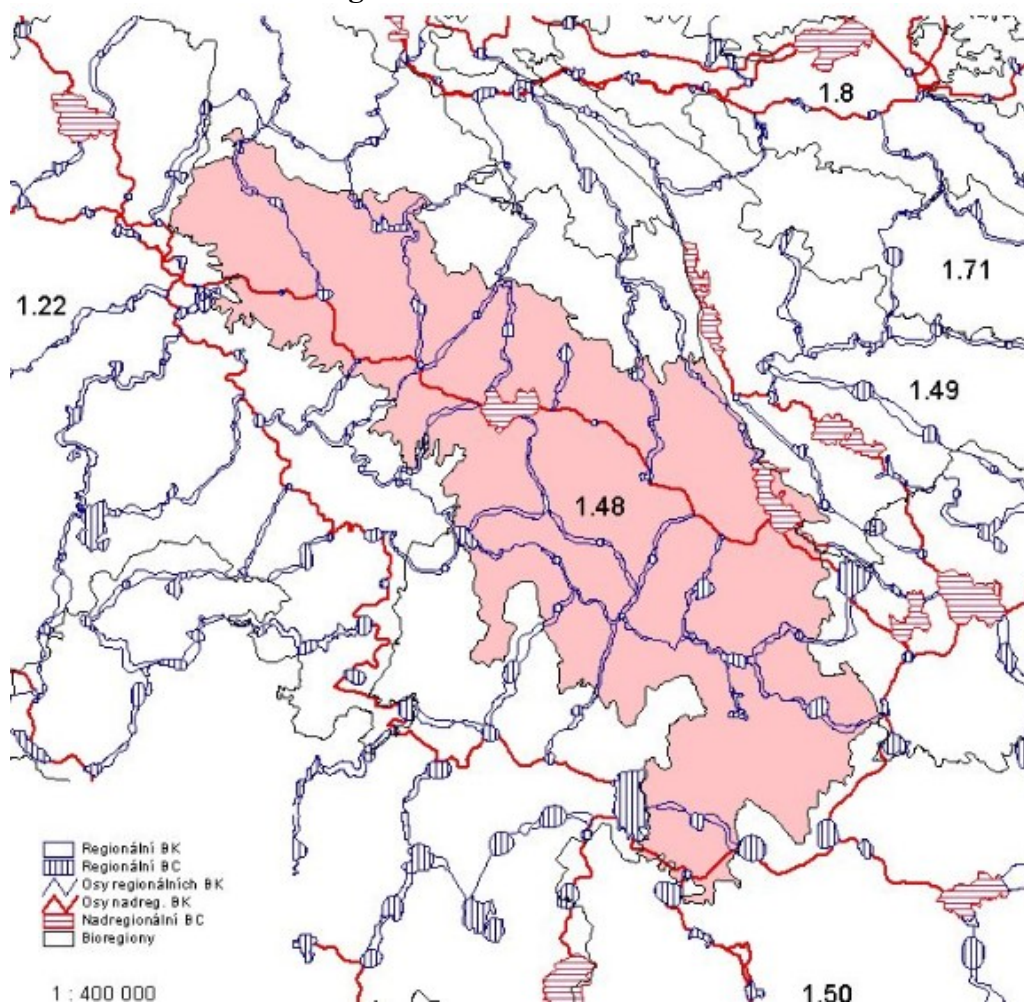 1.8
1.71
1.22
1.49
1.48
Regionální BK
Regionální BC
Osy regionálních BK
Osy nadreg. BK
Nadregionální BC
Bioregiony
1 : 400 000
1.50